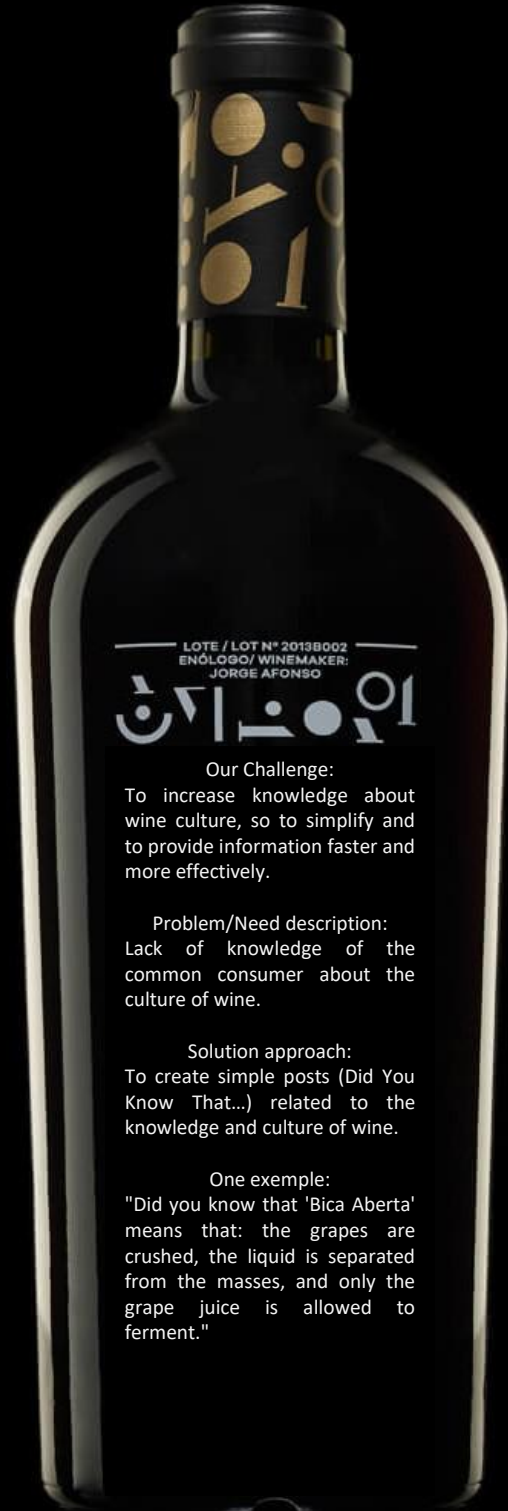 LOTE / LOT Nº 2013B002
ENÓLOGO/ WINEMAKER:
JORGE AFONSO
Our Challenge:
To increase knowledge about
wine culture, so to simplify and
to provide information faster and
more effectively.
Problem/Need description:
Lack of knowledge of the
common consumer about the
culture of wine.
Solution approach:
To create simple posts (Did You
Know That…) related to the
knowledge and culture of wine.
One exemple:
"Did you know that 'Bica Aberta'
means that: the grapes are
crushed, the liquid is separated
from the masses, and only the
grape juice is allowed to
ferment."